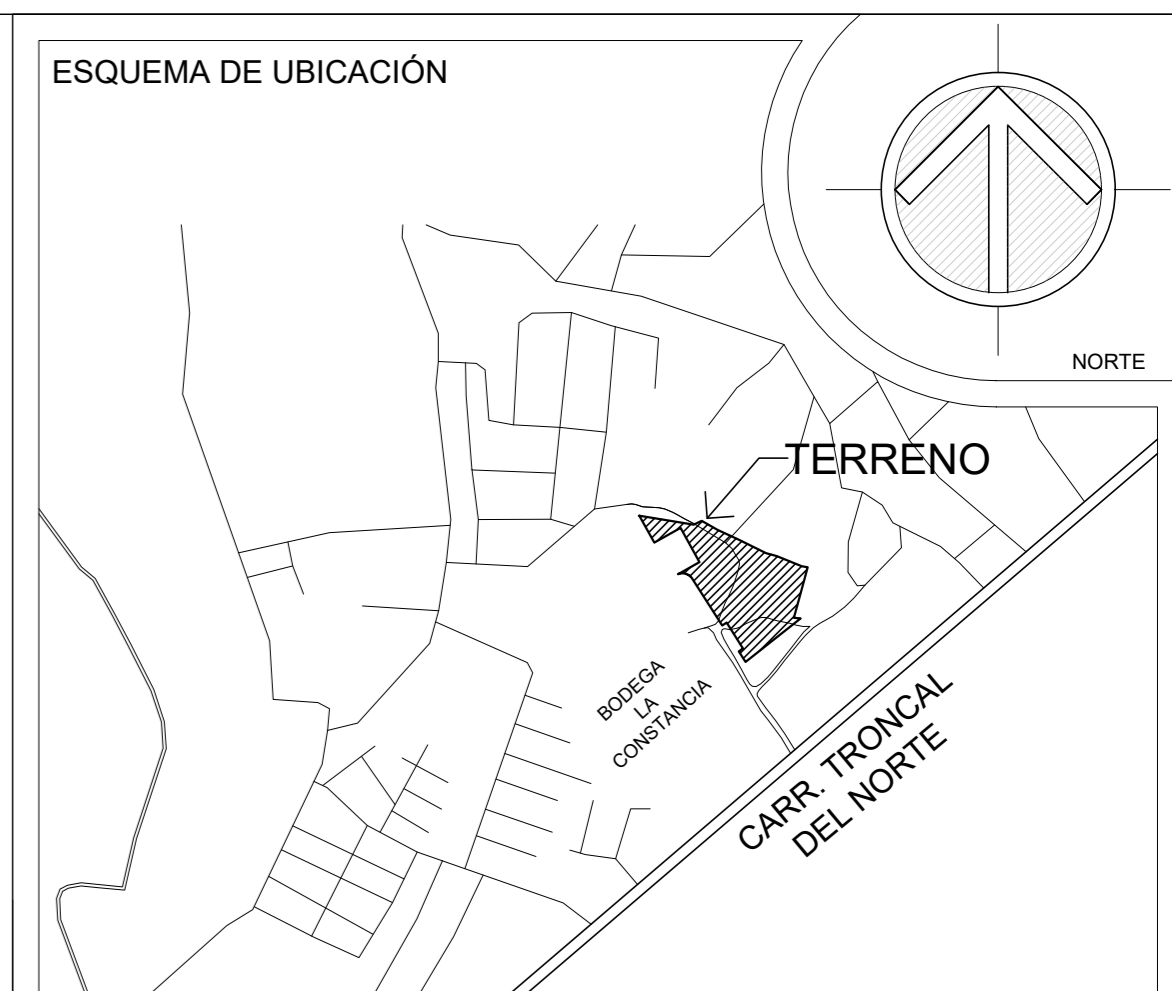 ESQUEMA DE UBICACIÓN
NORTE
TERRENO
BODEGA
LA
CONSTANCIA
CARR. TRONCAL
DEL NORTE